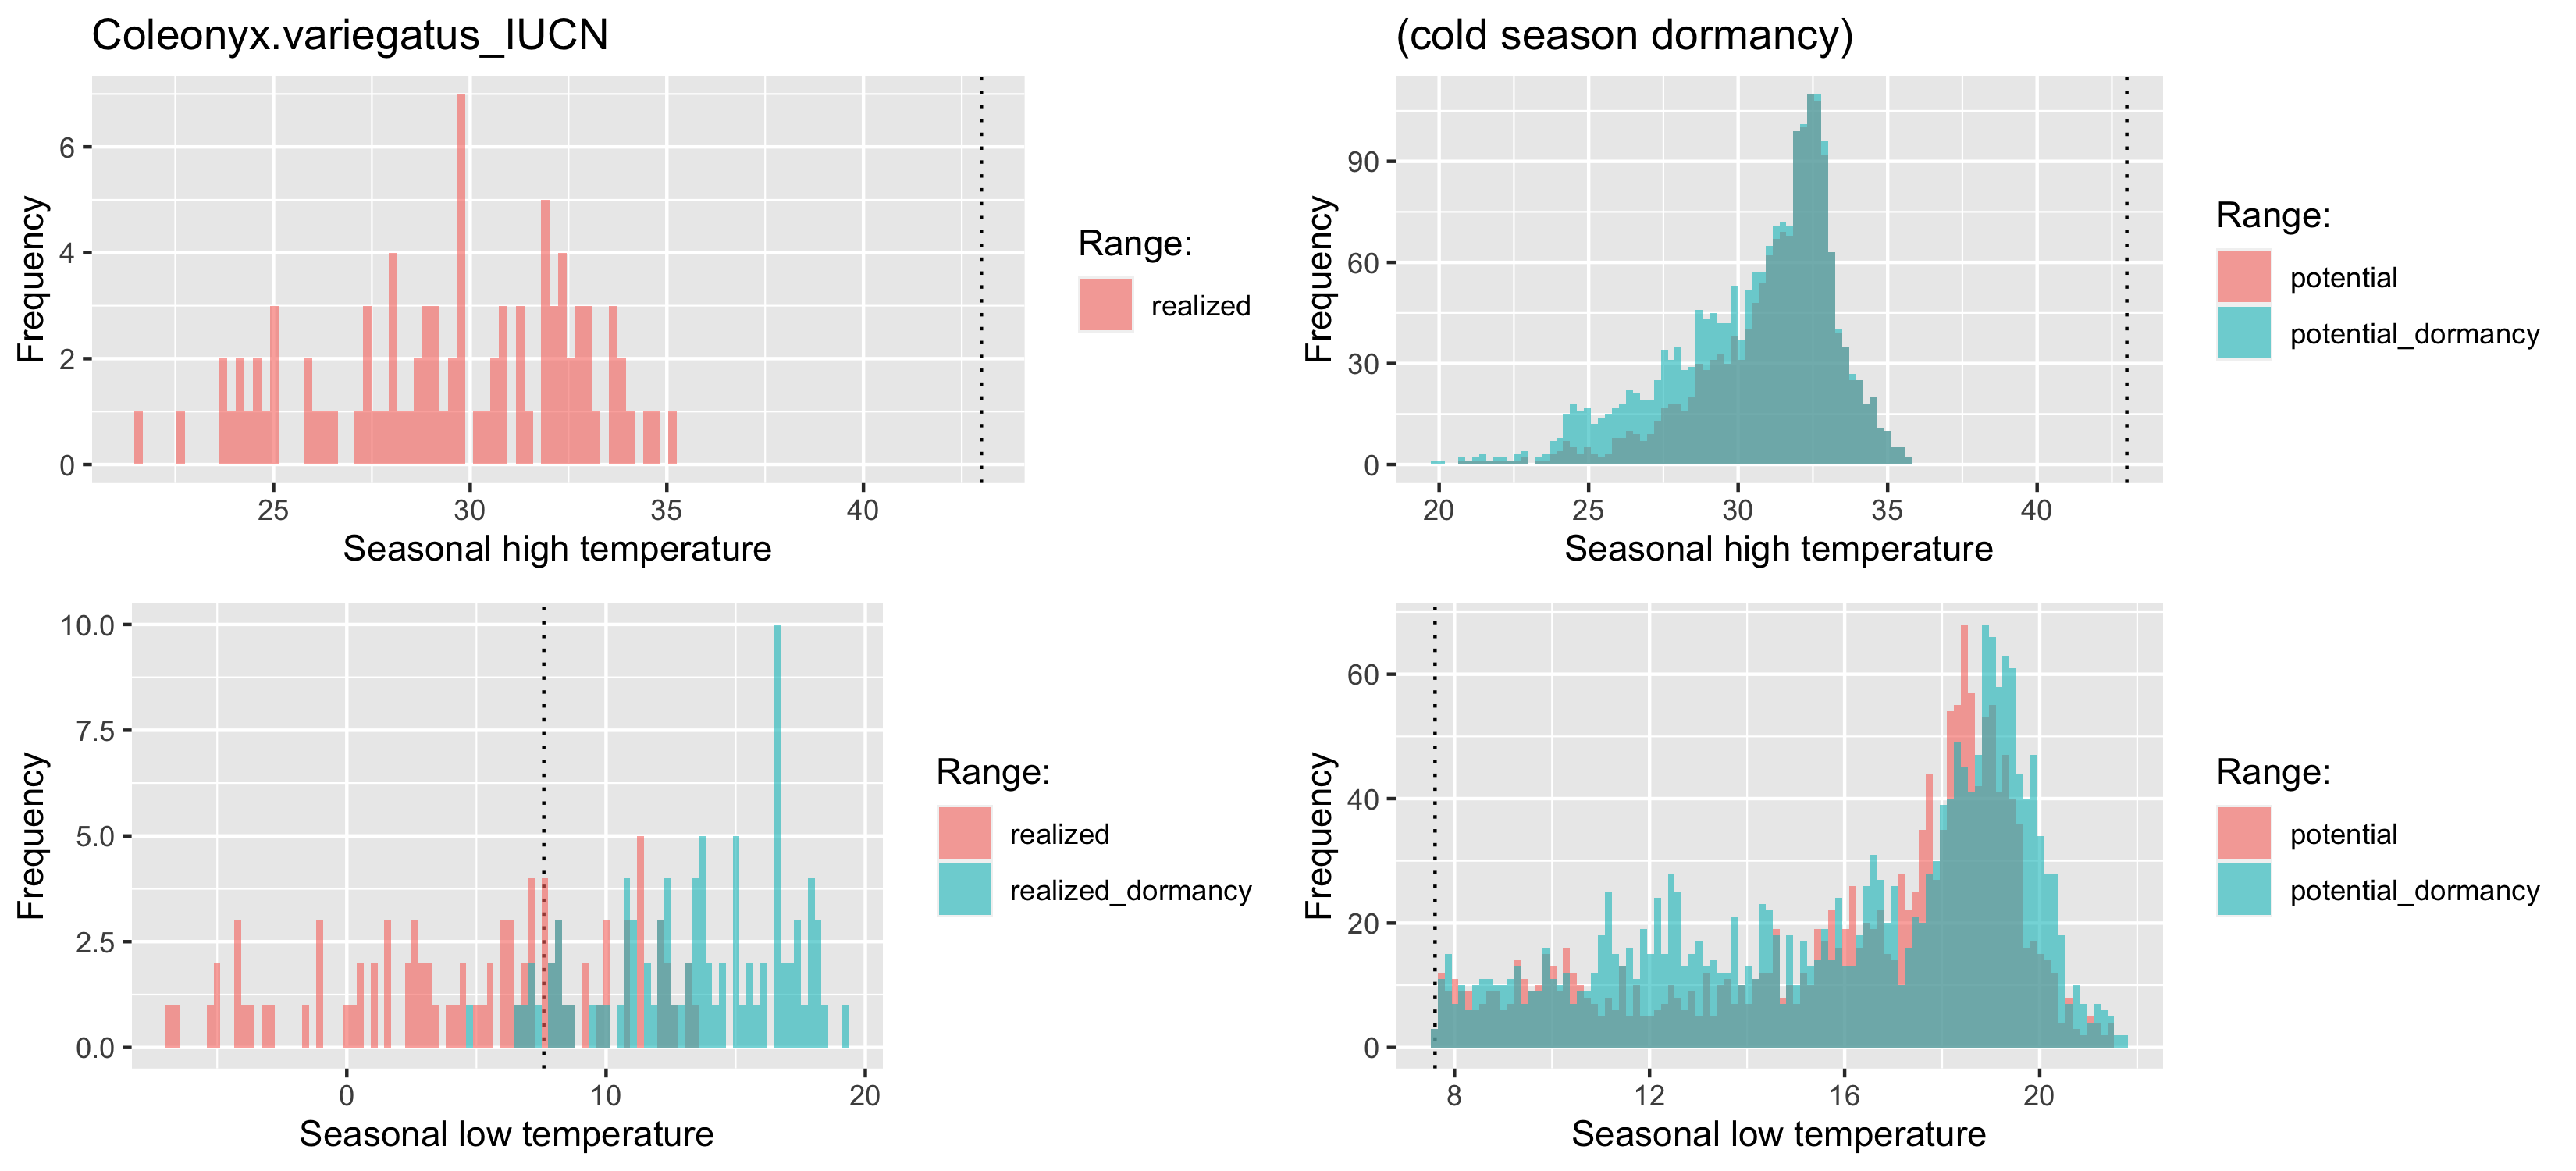 Coleonyx.variegatus_IUCN
Frequency
6
4
2
0
25 30 35 40
Seasonal high temperature
Range:
realized
(cold season dormancy)
Frequency
90
60
30
0
20 25 30 35 40
Seasonal high temperature
Range:
potential
potential_dormancy
Frequency
10.0
7.5
5.0
2.5
0.0
0 10 20
Seasonal low temperature
Range:
realized
realized_dormancy
Frequency
60
40
20
0
8 12 16 20
Seasonal low temperature
Range:
potential
potential_dormancy